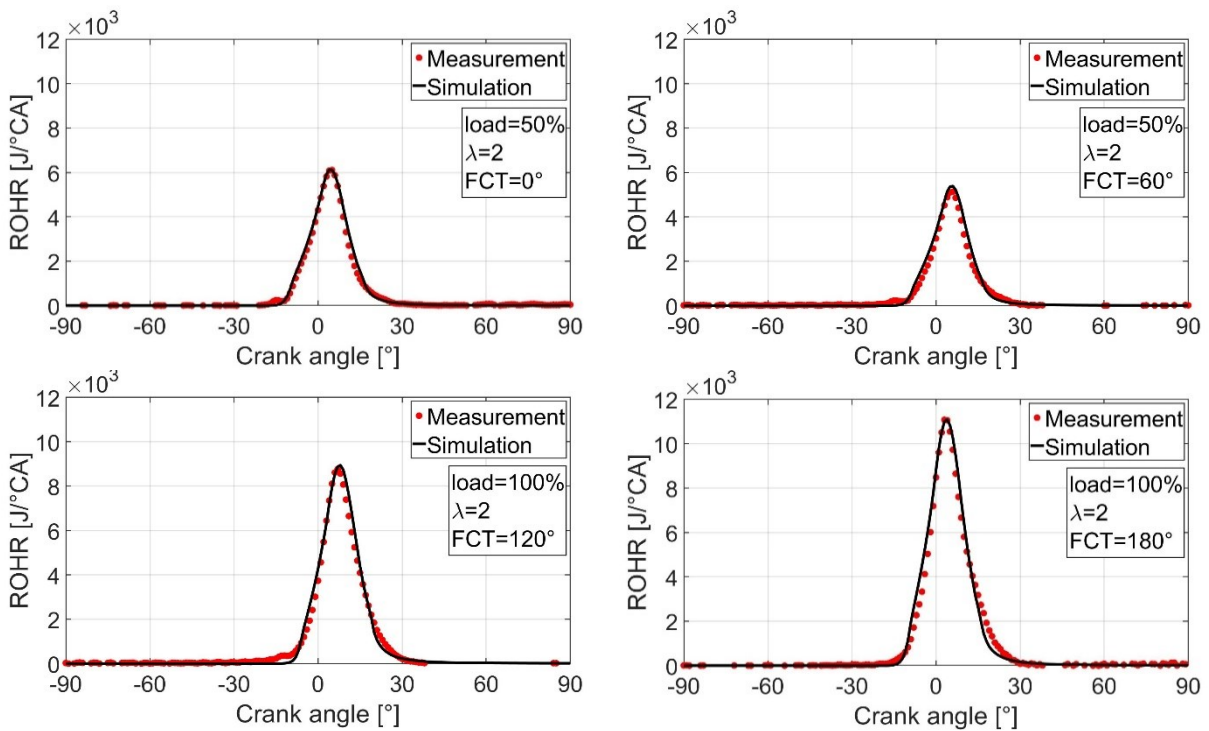 ×10³
12
10
8
6
4
2
0
ROHR [J/°CA]
Measurement
Simulation
load=50%
λ=2
FCT=0°
-90 -60 -30 0 30 60 90
Crank angle [°]
×10³
12
10
8
6
4
2
0
ROHR [J/°CA]
Measurement
Simulation
load=50%
λ=2
FCT=60°
-90 -60 -30 0 30 60 90
Crank angle [°]
×10³
12
10
8
6
4
2
0
ROHR [J/°CA]
Measurement
Simulation
load=100%
λ=2
FCT=120°
-90 -60 -30 0 30 60 90
Crank angle [°]
×10³
12
10
8
6
4
2
0
ROHR [J/°CA]
Measurement
Simulation
load=100%
λ=2
FCT=180°
-90 -60 -30 0 30 60 90
Crank angle [°]